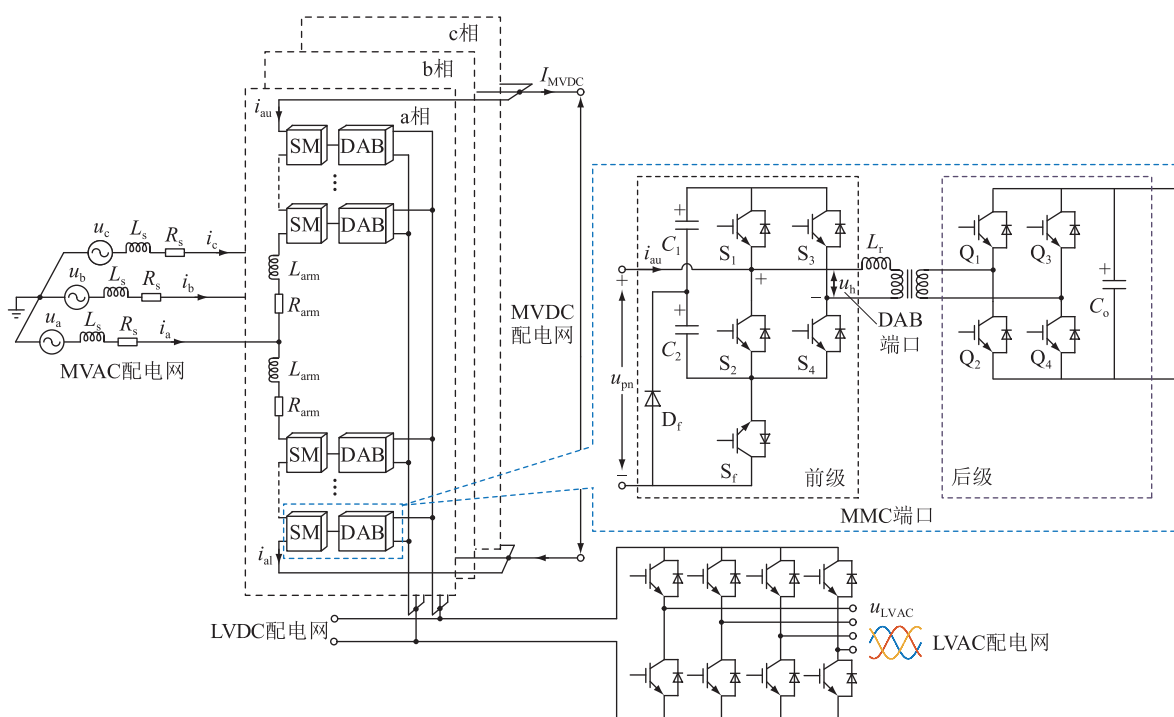 c相
b相
a相
I_MVDC
i_au
SM
DAB
SM
DAB
u_c
L_s
R_s
i_c
u_b
L_s
R_s
i_b
u_a
L_s
R_s
i_a
MVAC配电网
L_arm
R_arm
L_arm
R_arm
SM
DAB
SM
DAB
i_al
MVDC
配电网
+
C_1
S_1
S_3
i_au
+
u_h
−
L_r
DAB
端口
+
C_2
S_2
S_4
+
u_pn
−
D_f
S_f
前级
Q_1
Q_3
+
C_o
Q_2
Q_4
后级
MMC端口
LVDC配电网
u_LVAC
LVAC配电网